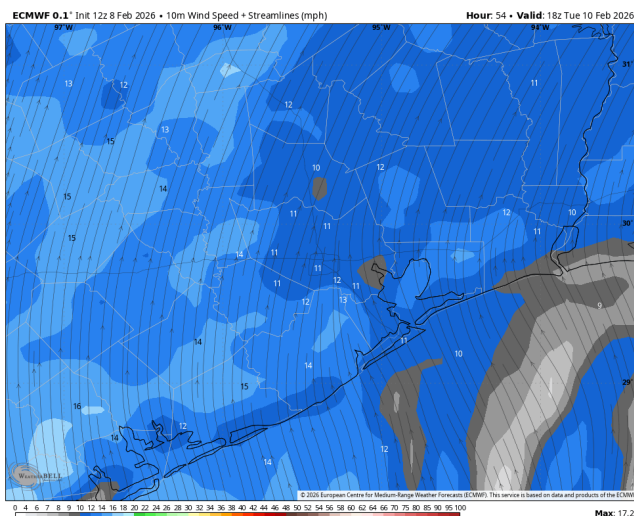 ECMWF 0.1° Init 12z 8 Feb 2026 • 10m Wind Speed + Streamlines (mph)
Hour: 54 • Valid: 18z Tue 10 Feb 2026
97°W 96°W 95°W 94°W
31°
13 12 11
12
13
15
10 12
14
15
11 12 10
15 11 11
30°
14 11
11
11 12 11
12 13
9
11
14
10
14
29°
15
16
12
14
12
14
WeatherBELL
© 2026 European Centre for Medium-Range Weather Forecasts (ECMWF). This service is based on data and products of the ECMWF
0 4 6 7 8 9 10 12 14 16 18 20 22 24 26 28 30 32 34 36 38 40 42 44 46 48 50 52 54 56 58 60 62 64 66 68 70 75 80 85 90 95 100
Max: 17.2